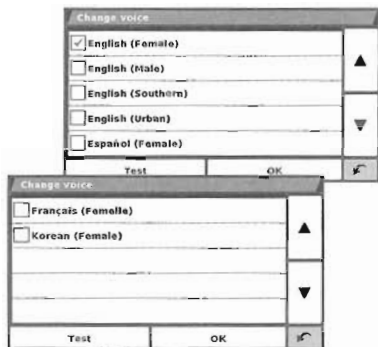 Change voice
English (Female)
English (Male)
English (Southern)
English (Urban)
Español (Female)
Test OK
Change voice
Français (Femelle)
Korean (Female)
Test OK